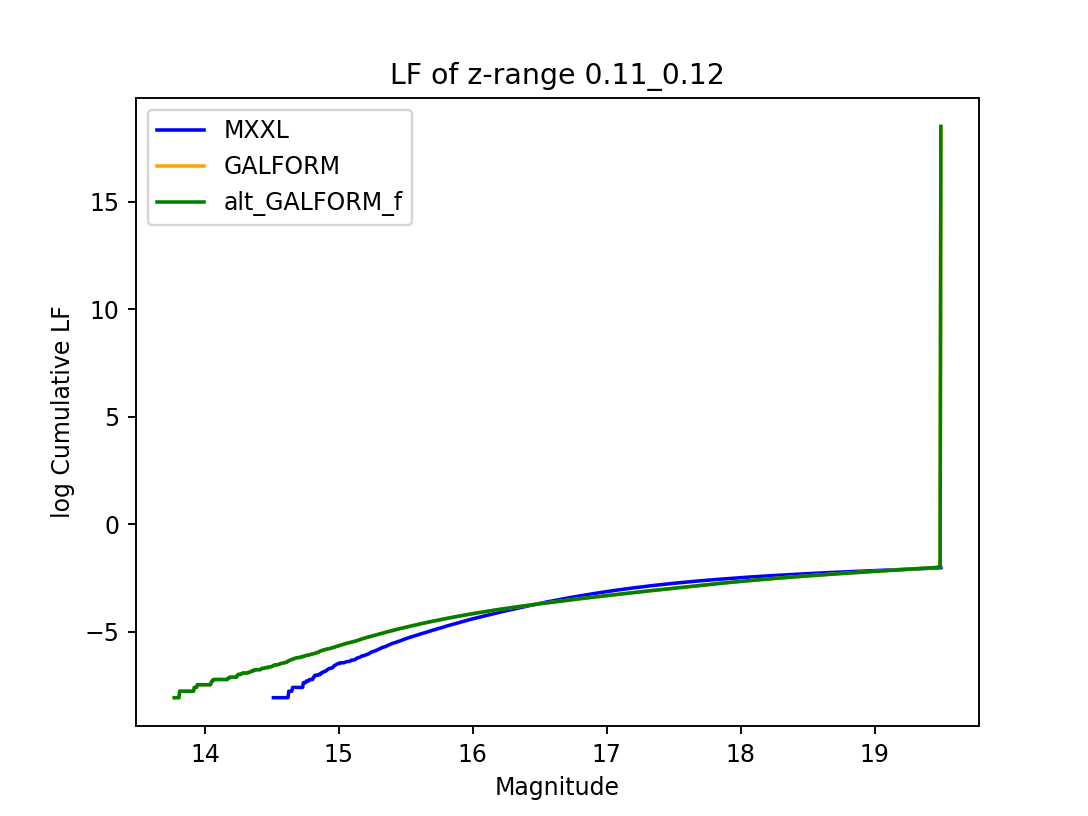 LF of z-range 0.11_0.12
MXXL
GALFORM
alt_GALFORM_f
log Cumulative LF
15
10
5
0
−5
14 15 16 17 18 19
Magnitude